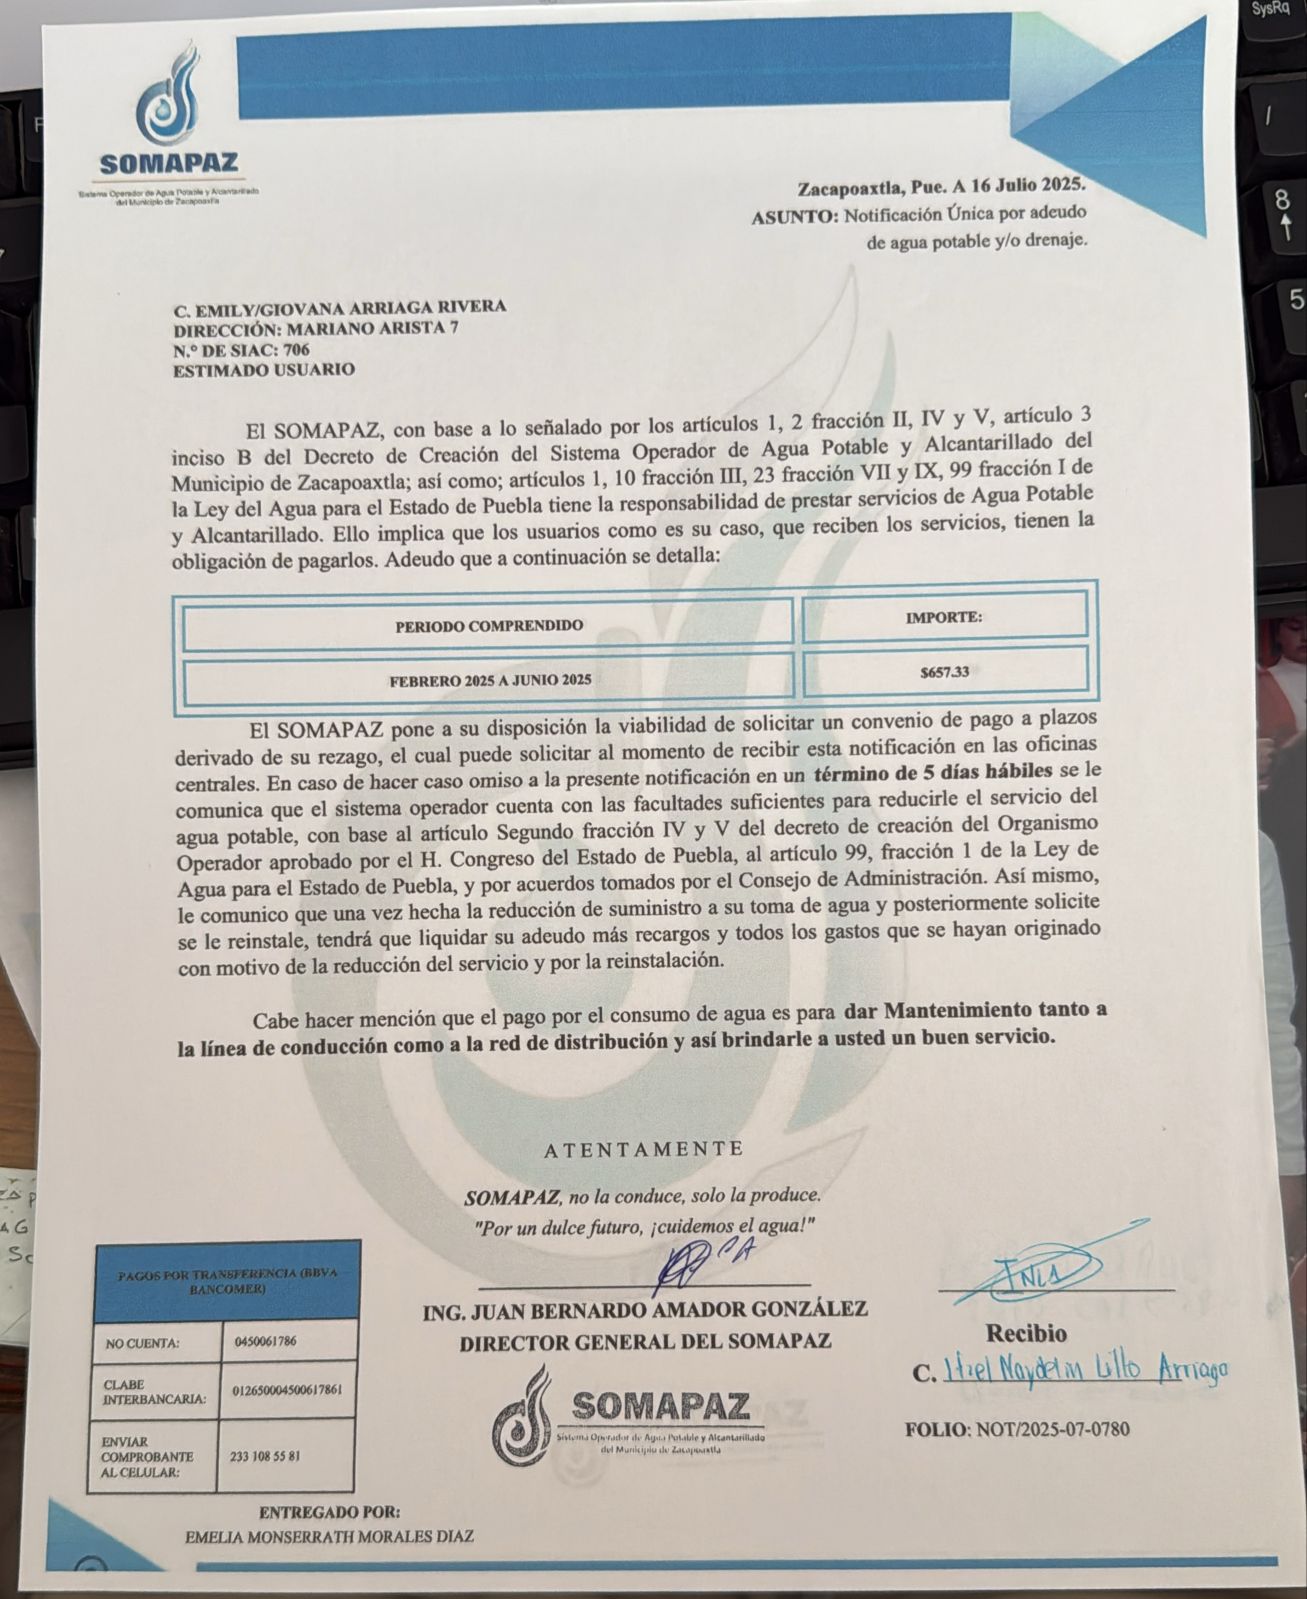 SysRq
SOMAPAZ
Sistema Operador de Agua Potable y Alcantarillado
del Municipio de Zacapoaxtla
Zacapoaxtla, Pue. A 16 Julio 2025.
ASUNTO: Notificación Única por adeudo
de agua potable y/o drenaje.
8
5
C. EMILY/GIOVANA ARRIAGA RIVERA
DIRECCIÓN: MARIANO ARISTA 7
N.º DE SIAC: 706
ESTIMADO USUARIO
El SOMAPAZ, con base a lo señalado por los artículos 1, 2 fracción II, IV y V, artículo 3
inciso B del Decreto de Creación del Sistema Operador de Agua Potable y Alcantarillado del
Municipio de Zacapoaxtla; así como; artículos 1, 10 fracción III, 23 fracción VII y IX, 99 fracción I de
la Ley del Agua para el Estado de Puebla tiene la responsabilidad de prestar servicios de Agua Potable
y Alcantarillado. Ello implica que los usuarios como es su caso, que reciben los servicios, tienen la
obligación de pagarlos. Adeudo que a continuación se detalla:
PERIODO COMPRENDIDO
IMPORTE:
FEBRERO 2025 A JUNIO 2025
$657.33
El SOMAPAZ pone a su disposición la viabilidad de solicitar un convenio de pago a plazos
derivado de su rezago, el cual puede solicitar al momento de recibir esta notificación en las oficinas
centrales. En caso de hacer caso omiso a la presente notificación en un término de 5 días hábiles se le
comunica que el sistema operador cuenta con las facultades suficientes para reducirle el servicio del
agua potable, con base al artículo Segundo fracción IV y V del decreto de creación del Organismo
Operador aprobado por el H. Congreso del Estado de Puebla, al artículo 99, fracción 1 de la Ley de
Agua para el Estado de Puebla, y por acuerdos tomados por el Consejo de Administración. Así mismo,
le comunico que una vez hecha la reducción de suministro a su toma de agua y posteriormente solicite
se le reinstale, tendrá que liquidar su adeudo más recargos y todos los gastos que se hayan originado
con motivo de la reducción del servicio y por la reinstalación.
Cabe hacer mención que el pago por el consumo de agua es para dar Mantenimiento tanto a
la línea de conducción como a la red de distribución y así brindarle a usted un buen servicio.
ATENTAMENTE
SOMAPAZ, no la conduce, solo la produce.
"Por un dulce futuro, ¡cuidemos el agua!"
PA
ING. JUAN BERNARDO AMADOR GONZÁLEZ
DIRECTOR GENERAL DEL SOMAPAZ
SOMAPAZ
Sistema Operador de Agua Potable y Alcantarillado
del Municipio de Zacapoaxtla
Recibio
C. Itzel Naydelin Lillo Arriaga
FOLIO: NOT/2025-07-0780
PAGOS POR TRANSFERENCIA (BBVA
BANCOMER)
NO CUENTA:
0450061786
CLABE
INTERBANCARIA:
012650004500617861
ENVIAR
COMPROBANTE
AL CELULAR:
233 108 55 81
ENTREGADO POR:
EMELIA MONSERRATH MORALES DIAZ